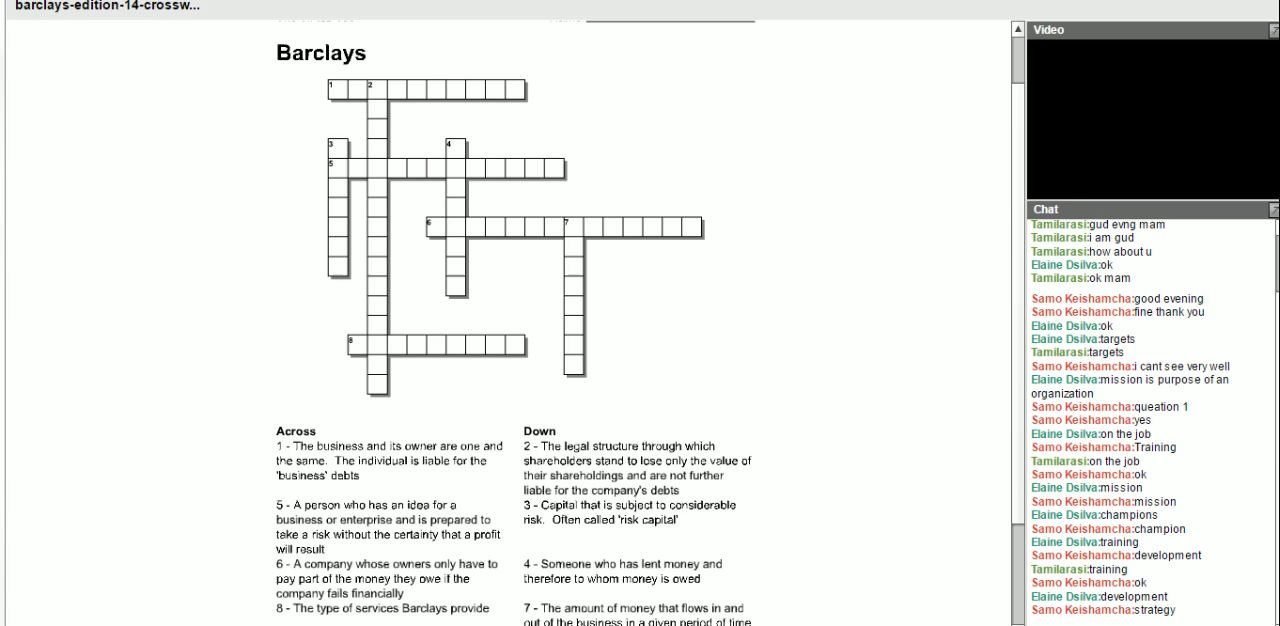 barclays-edition-14-crossw...
Barclays
1
2
3
4
5
6
7
8
Across
1 - The business and its owner are one and
the same. The individual is liable for the
'business' debts
5 - A person who has an idea for a
business or enterprise and is prepared to
take a risk without the certainty that a profit
will result
6 - A company whose owners only have to
pay part of the money they owe if the
company fails financially
8 - The type of services Barclays provide
Down
2 - The legal structure through which
shareholders stand to lose only the value of
their shareholdings and are not further
liable for the company's debts
3 - Capital that is subject to considerable
risk. Often called 'risk capital'
4 - Someone who has lent money and
therefore to whom money is owed
7 - The amount of money that flows in and
out of the business in a given period of time
Video
Chat
Tamilarasi:gud evng mam
Tamilarasi:i am gud
Tamilarasi:how about u
Elaine Dsilva:ok
Tamilarasi:ok mam
Samo Keishamcha:good evening
Samo Keishamcha:fine thank you
Elaine Dsilva:ok
Elaine Dsilva:targets
Tamilarasi:targets
Samo Keishamcha:i cant see very well
Elaine Dsilva:mission is purpose of an
organization
Samo Keishamcha:queation 1
Samo Keishamcha:yes
Elaine Dsilva:on the job
Samo Keishamcha:Training
Tamilarasi:on the job
Samo Keishamcha:ok
Elaine Dsilva:mission
Samo Keishamcha:mission
Elaine Dsilva:champions
Samo Keishamcha:champion
Elaine Dsilva:training
Samo Keishamcha:development
Tamilarasi:training
Samo Keishamcha:ok
Elaine Dsilva:development
Samo Keishamcha:strategy